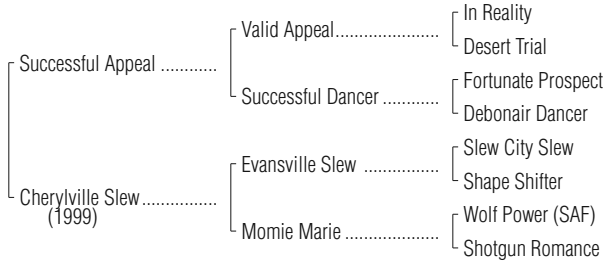 In Reality
Valid Appeal.....................
Desert Trial
Successful Appeal ............
Fortunate Prospect
Successful Dancer ............
Debonair Dancer
Slew City Slew
Evansville Slew ................
Shape Shifter
Cherylville Slew................
(1999)
Wolf Power (SAF)
Momie Marie ....................
Shotgun Romance